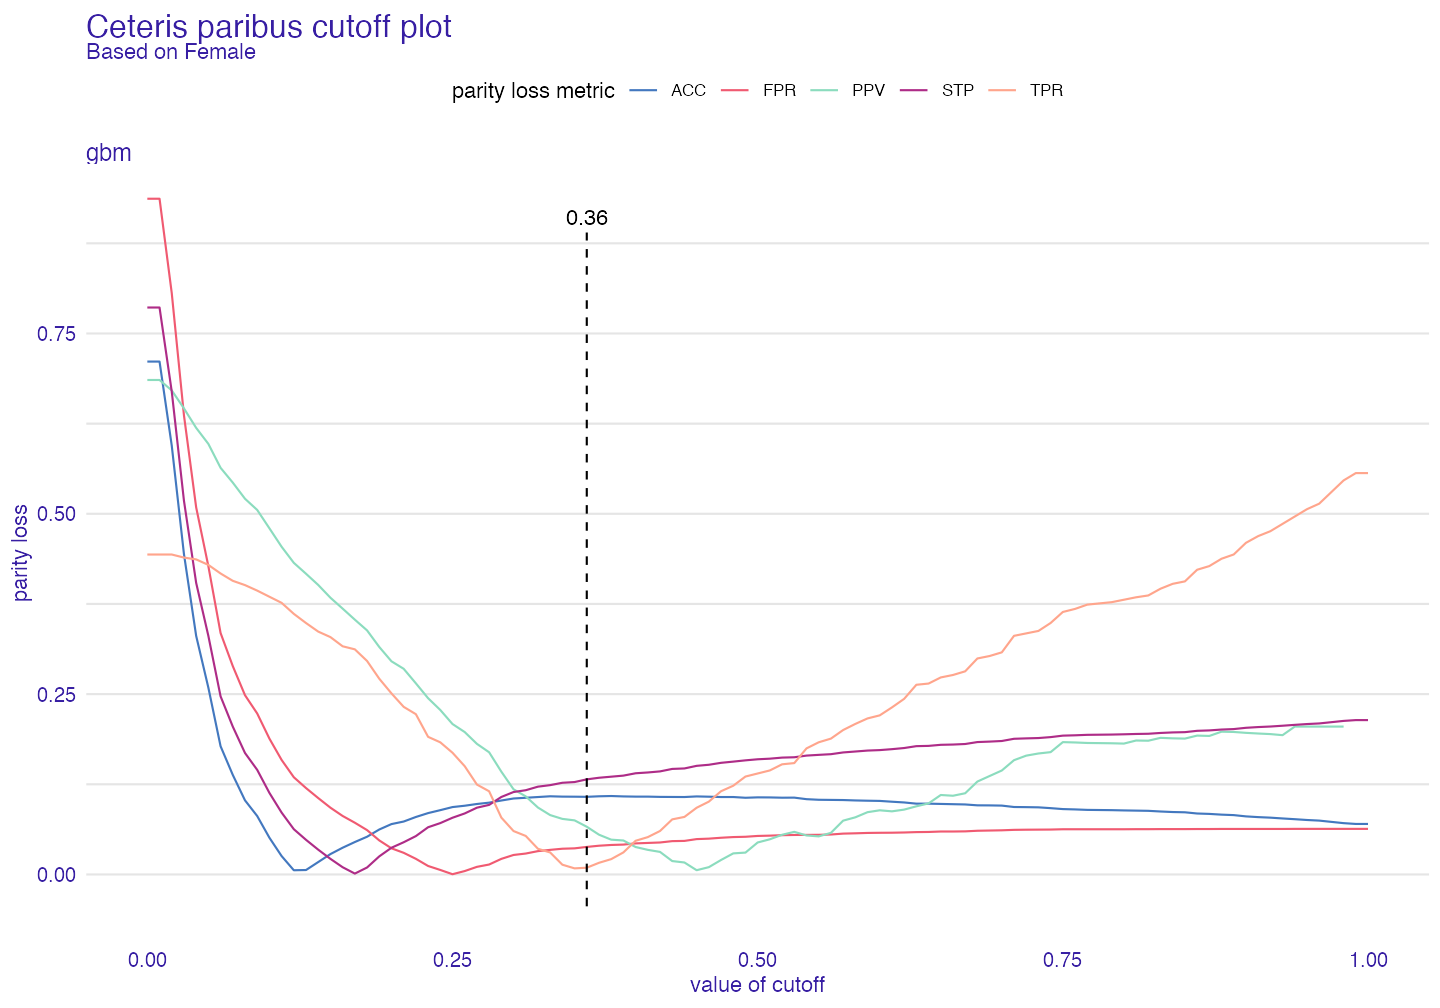 Ceteris paribus cutoff plot
Based on Female
parity loss metric ACC FPR PPV STP TPR
gbm
0.36
0.75
0.50
0.25
0.00
parity loss
0.00 0.25 0.50 0.75 1.00
value of cutoff